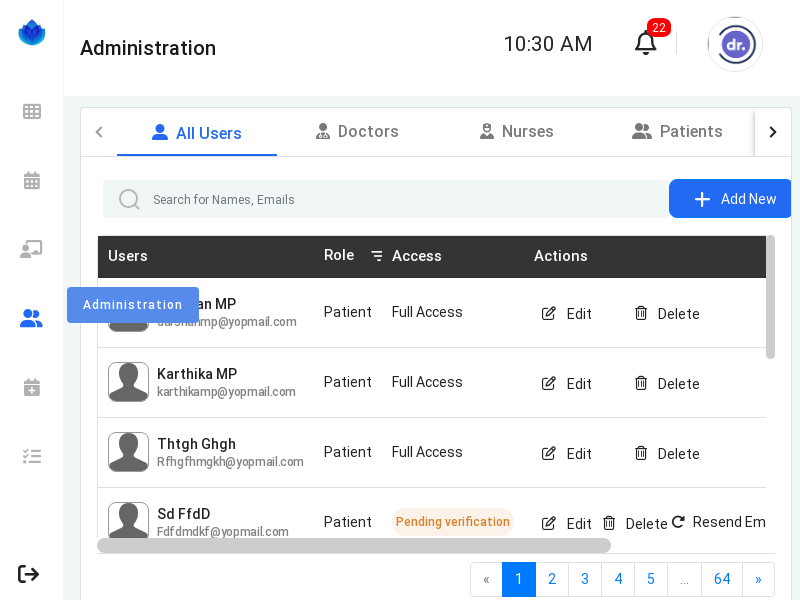 Administration
10:30 AM
22
dr.
All Users
Doctors
Nurses
Patients
Search for Names, Emails
Add New
Users
Role
Access
Actions
Administration
an MP
darshanmp@yopmail.com
Patient
Full Access
Edit
Delete
Karthika MP
karthikamp@yopmail.com
Patient
Full Access
Edit
Delete
Thtgh Ghgh
Rfhgfhmgkh@yopmail.com
Patient
Full Access
Edit
Delete
Sd FfdD
Fdfdmdkf@yopmail.com
Patient
Pending verification
Edit
Delete
Resend Em
« 1 2 3 4 5 ... 64 »